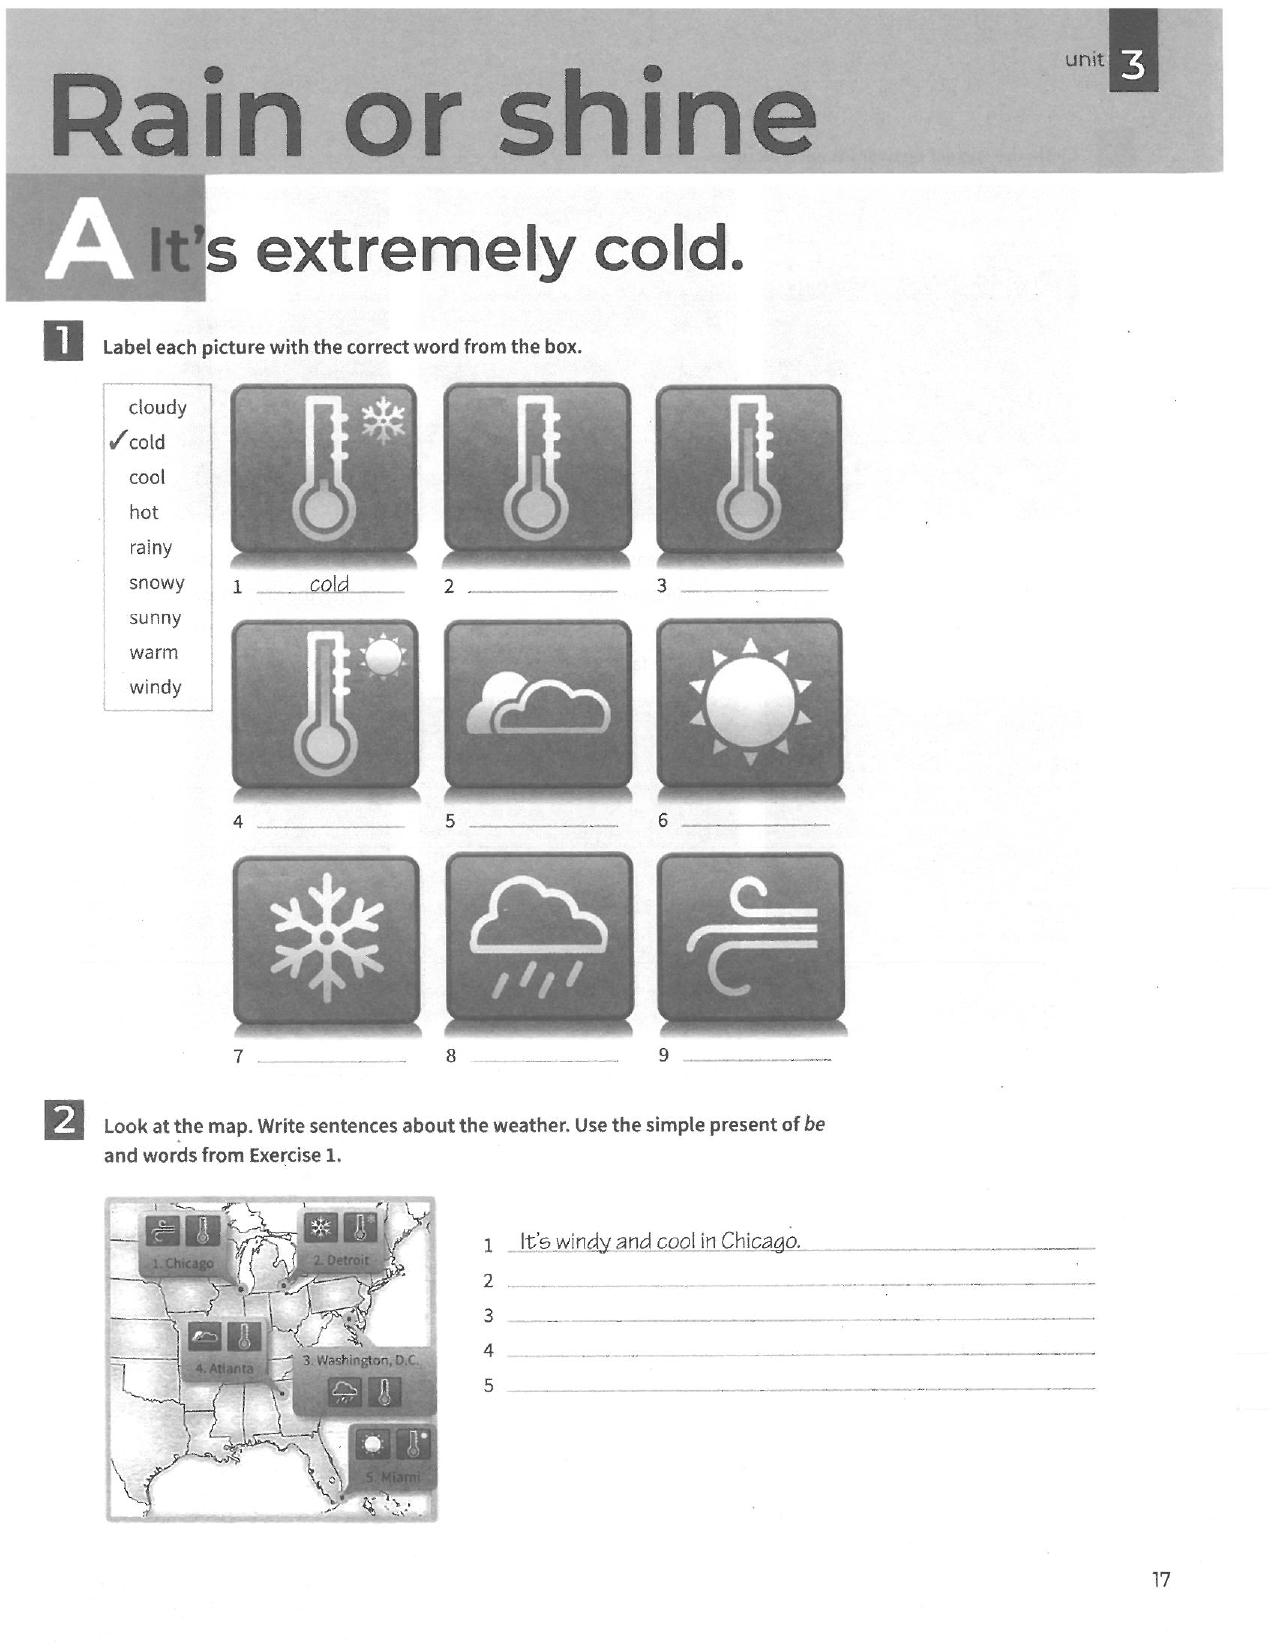 unit 3
Rain or shine
A It's extremely cold.
1 Label each picture with the correct word from the box.
cloudy
✓cold
cool
hot
rainy
snowy
sunny
warm
windy
1 cold
2
3
4
5
6
7
8
9
2 Look at the map. Write sentences about the weather. Use the simple present of be
and words from Exercise 1.
1. Chicago
2. Detroit
4. Atlanta
3. Washington, D.C.
5. Miami
1 It's windy and cool in Chicago.
2
3
4
5
17